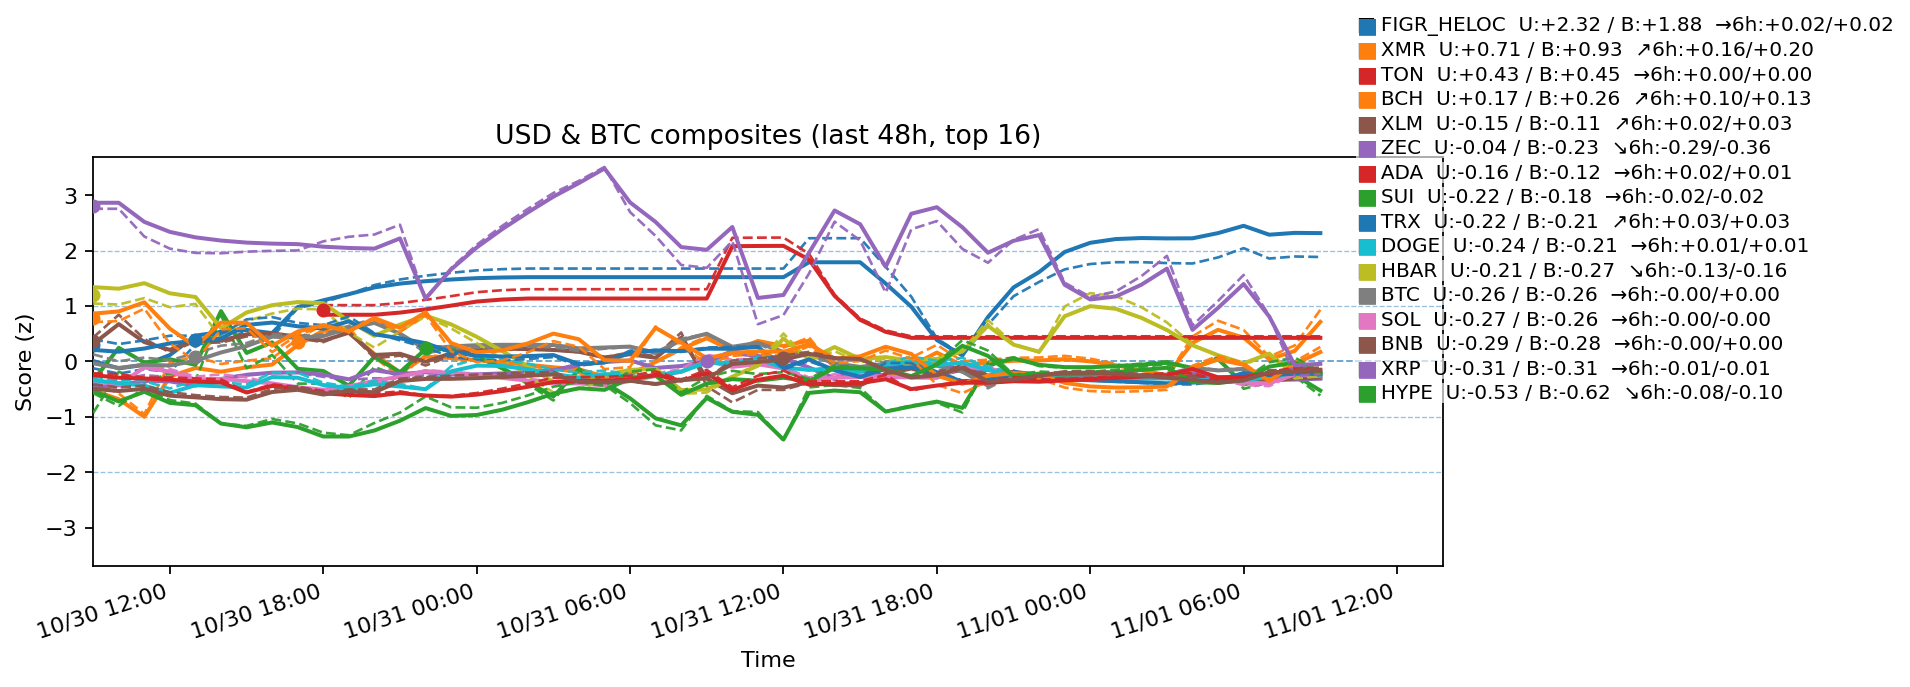 FIGR_HELOC U:+2.32 / B:+1.88 →6h:+0.02/+0.02
XMR U:+0.71 / B:+0.93 ↗6h:+0.16/+0.20
TON U:+0.43 / B:+0.45 →6h:+0.00/+0.00
BCH U:+0.17 / B:+0.26 ↗6h:+0.10/+0.13
XLM U:-0.15 / B:-0.11 ↗6h:+0.02/+0.03
ZEC U:-0.04 / B:-0.23 ↘6h:-0.29/-0.36
ADA U:-0.16 / B:-0.12 →6h:+0.02/+0.01
SUI U:-0.22 / B:-0.18 →6h:-0.02/-0.02
TRX U:-0.22 / B:-0.21 ↗6h:+0.03/+0.03
DOGE U:-0.24 / B:-0.21 →6h:+0.01/+0.01
HBAR U:-0.21 / B:-0.27 ↘6h:-0.13/-0.16
BTC U:-0.26 / B:-0.26 →6h:-0.00/+0.00
SOL U:-0.27 / B:-0.26 →6h:-0.00/-0.00
BNB U:-0.29 / B:-0.28 →6h:-0.00/+0.00
XRP U:-0.31 / B:-0.31 →6h:-0.01/-0.01
HYPE U:-0.53 / B:-0.62 ↘6h:-0.08/-0.10
USD & BTC composites (last 48h, top 16)
Score (z)
3
2
1
0
−1
−2
−3
10/30 12:00
10/30 18:00
10/31 00:00
10/31 06:00
10/31 12:00
10/31 18:00
11/01 00:00
11/01 06:00
11/01 12:00
Time